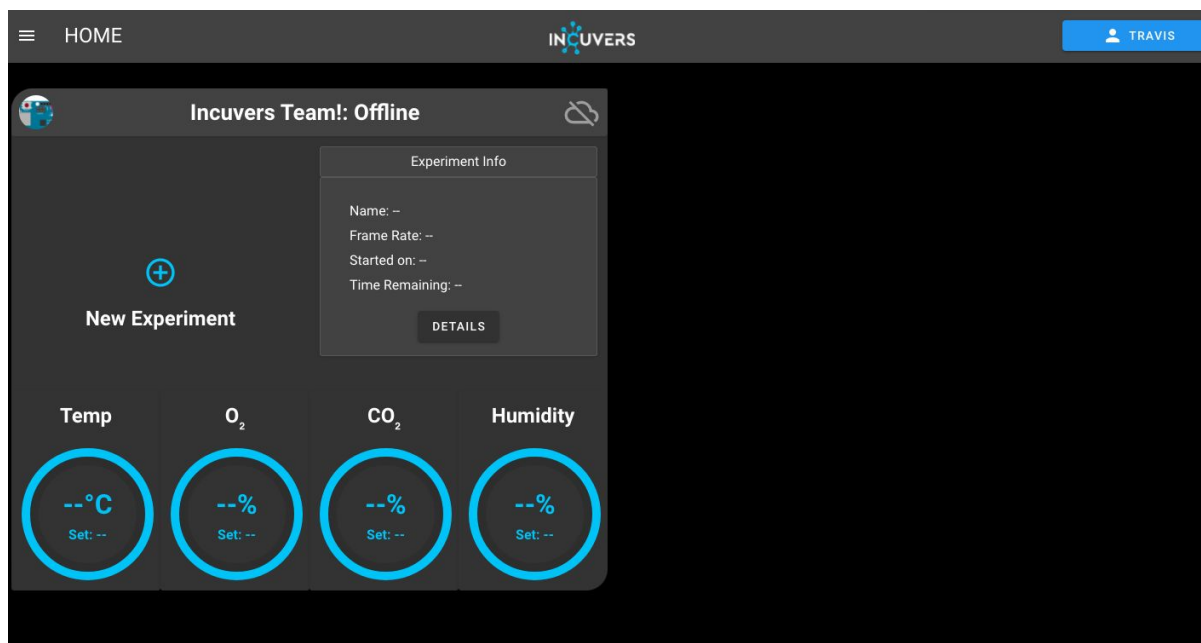 HOME
INCUVERS
TRAVIS
Incuvers Team!: Offline
Experiment Info
Name: --
Frame Rate: --
Started on: --
Time Remaining: --
DETAILS
New Experiment
Temp
O₂
CO₂
Humidity
--°C
Set: --
--%
Set: --
--%
Set: --
--%
Set: --